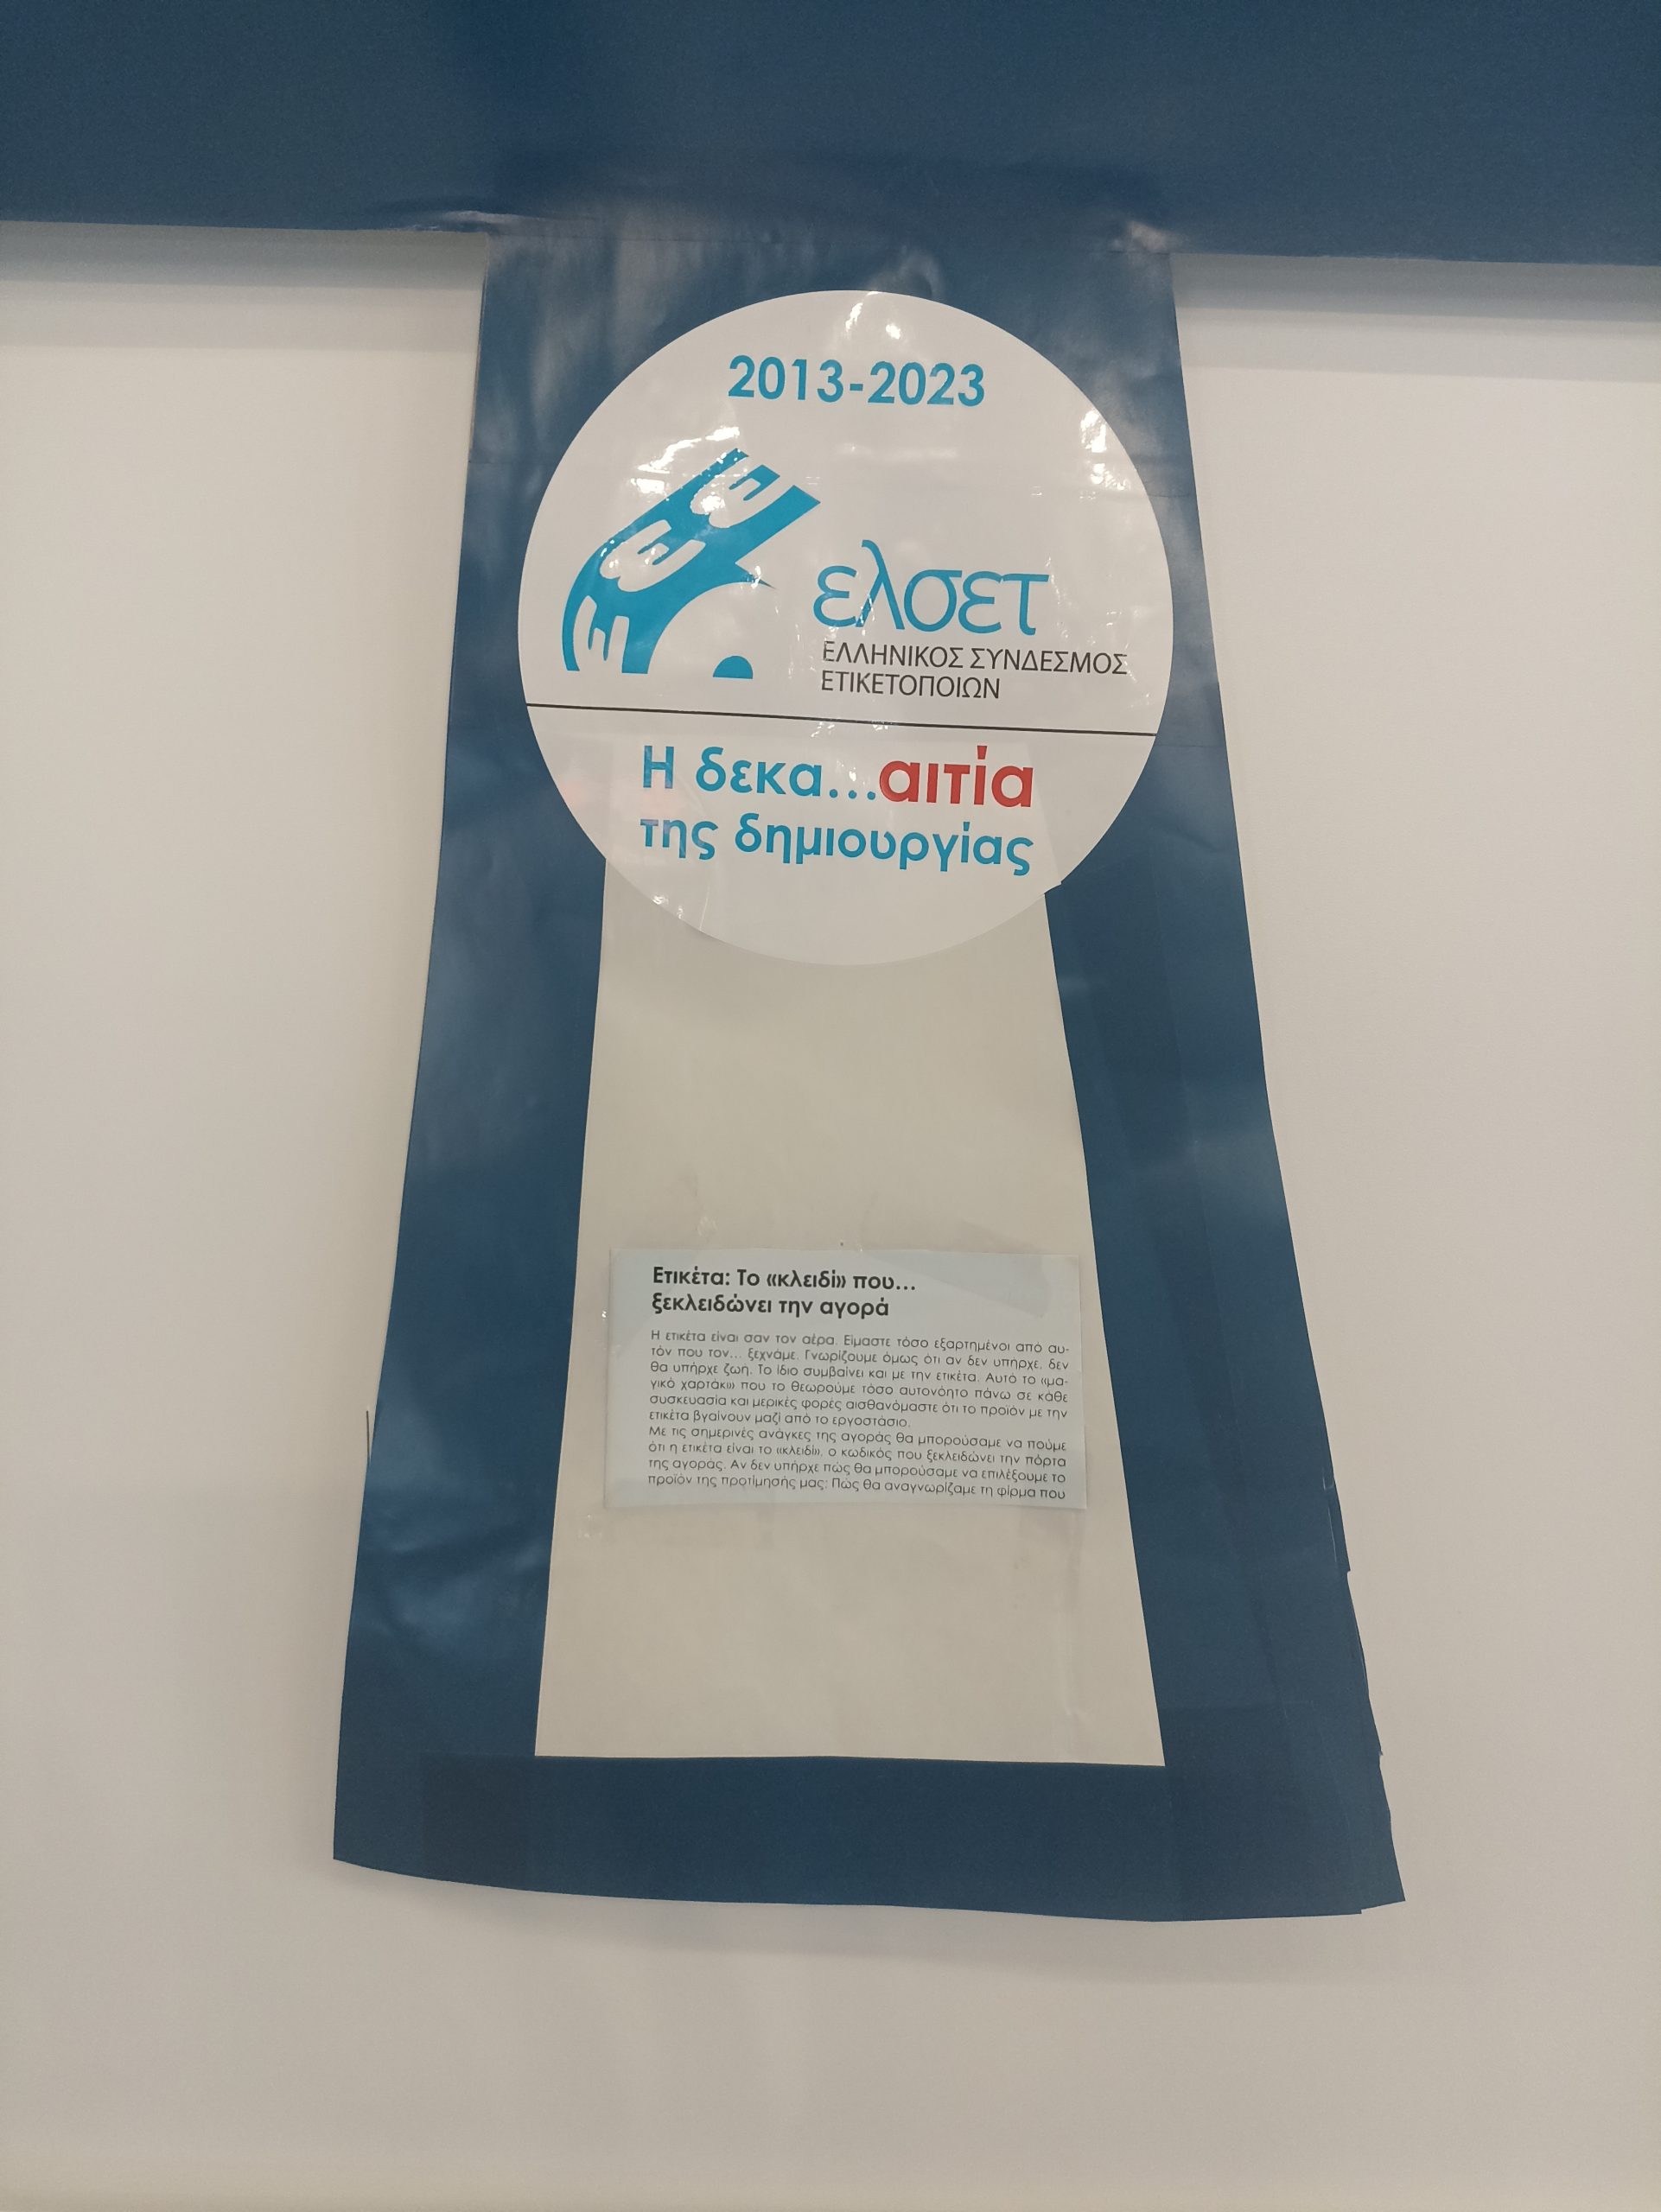 2013-2023
ε ε ε ε
ελσετ
ΕΛΛΗΝΙΚΟΣ ΣΥΝΔΕΣΜΟΣ
ΕΤΙΚΕΤΟΠΟΙΩΝ
Η δεκα...αιτία
της δημιουργίας
Ετικέτα: Το «κλειδί» που...
ξεκλειδώνει την αγορά
Η ετικέτα είναι σαν τον αέρα. Είμαστε τόσο εξαρτημένοι από αυ-
τόν που τον... ξεχνάμε. Γνωρίζουμε όμως ότι αν δεν υπήρχε, δεν
θα υπήρχε ζωή. Το ίδιο συμβαίνει και με την ετικέτα. Αυτό το «μα-
γικό χαρτάκι» που το θεωρούμε τόσο αυτονόητο πάνω σε κάθε
συσκευασία και μερικές φορές αισθανόμαστε ότι το προϊόν με την
ετικέτα βγαίνουν μαζί από το εργοστάσιο.
Με τις σημερινές ανάγκες της αγοράς θα μπορούσαμε να πούμε
ότι η ετικέτα είναι το «κλειδί», ο κωδικός που ξεκλειδώνει την πόρτα
της αγοράς. Αν δεν υπήρχε πώς θα μπορούσαμε να επιλέξουμε το
προϊόν της προτίμησής μας; Πώς θα αναγνωρίζαμε τη φίρμα που